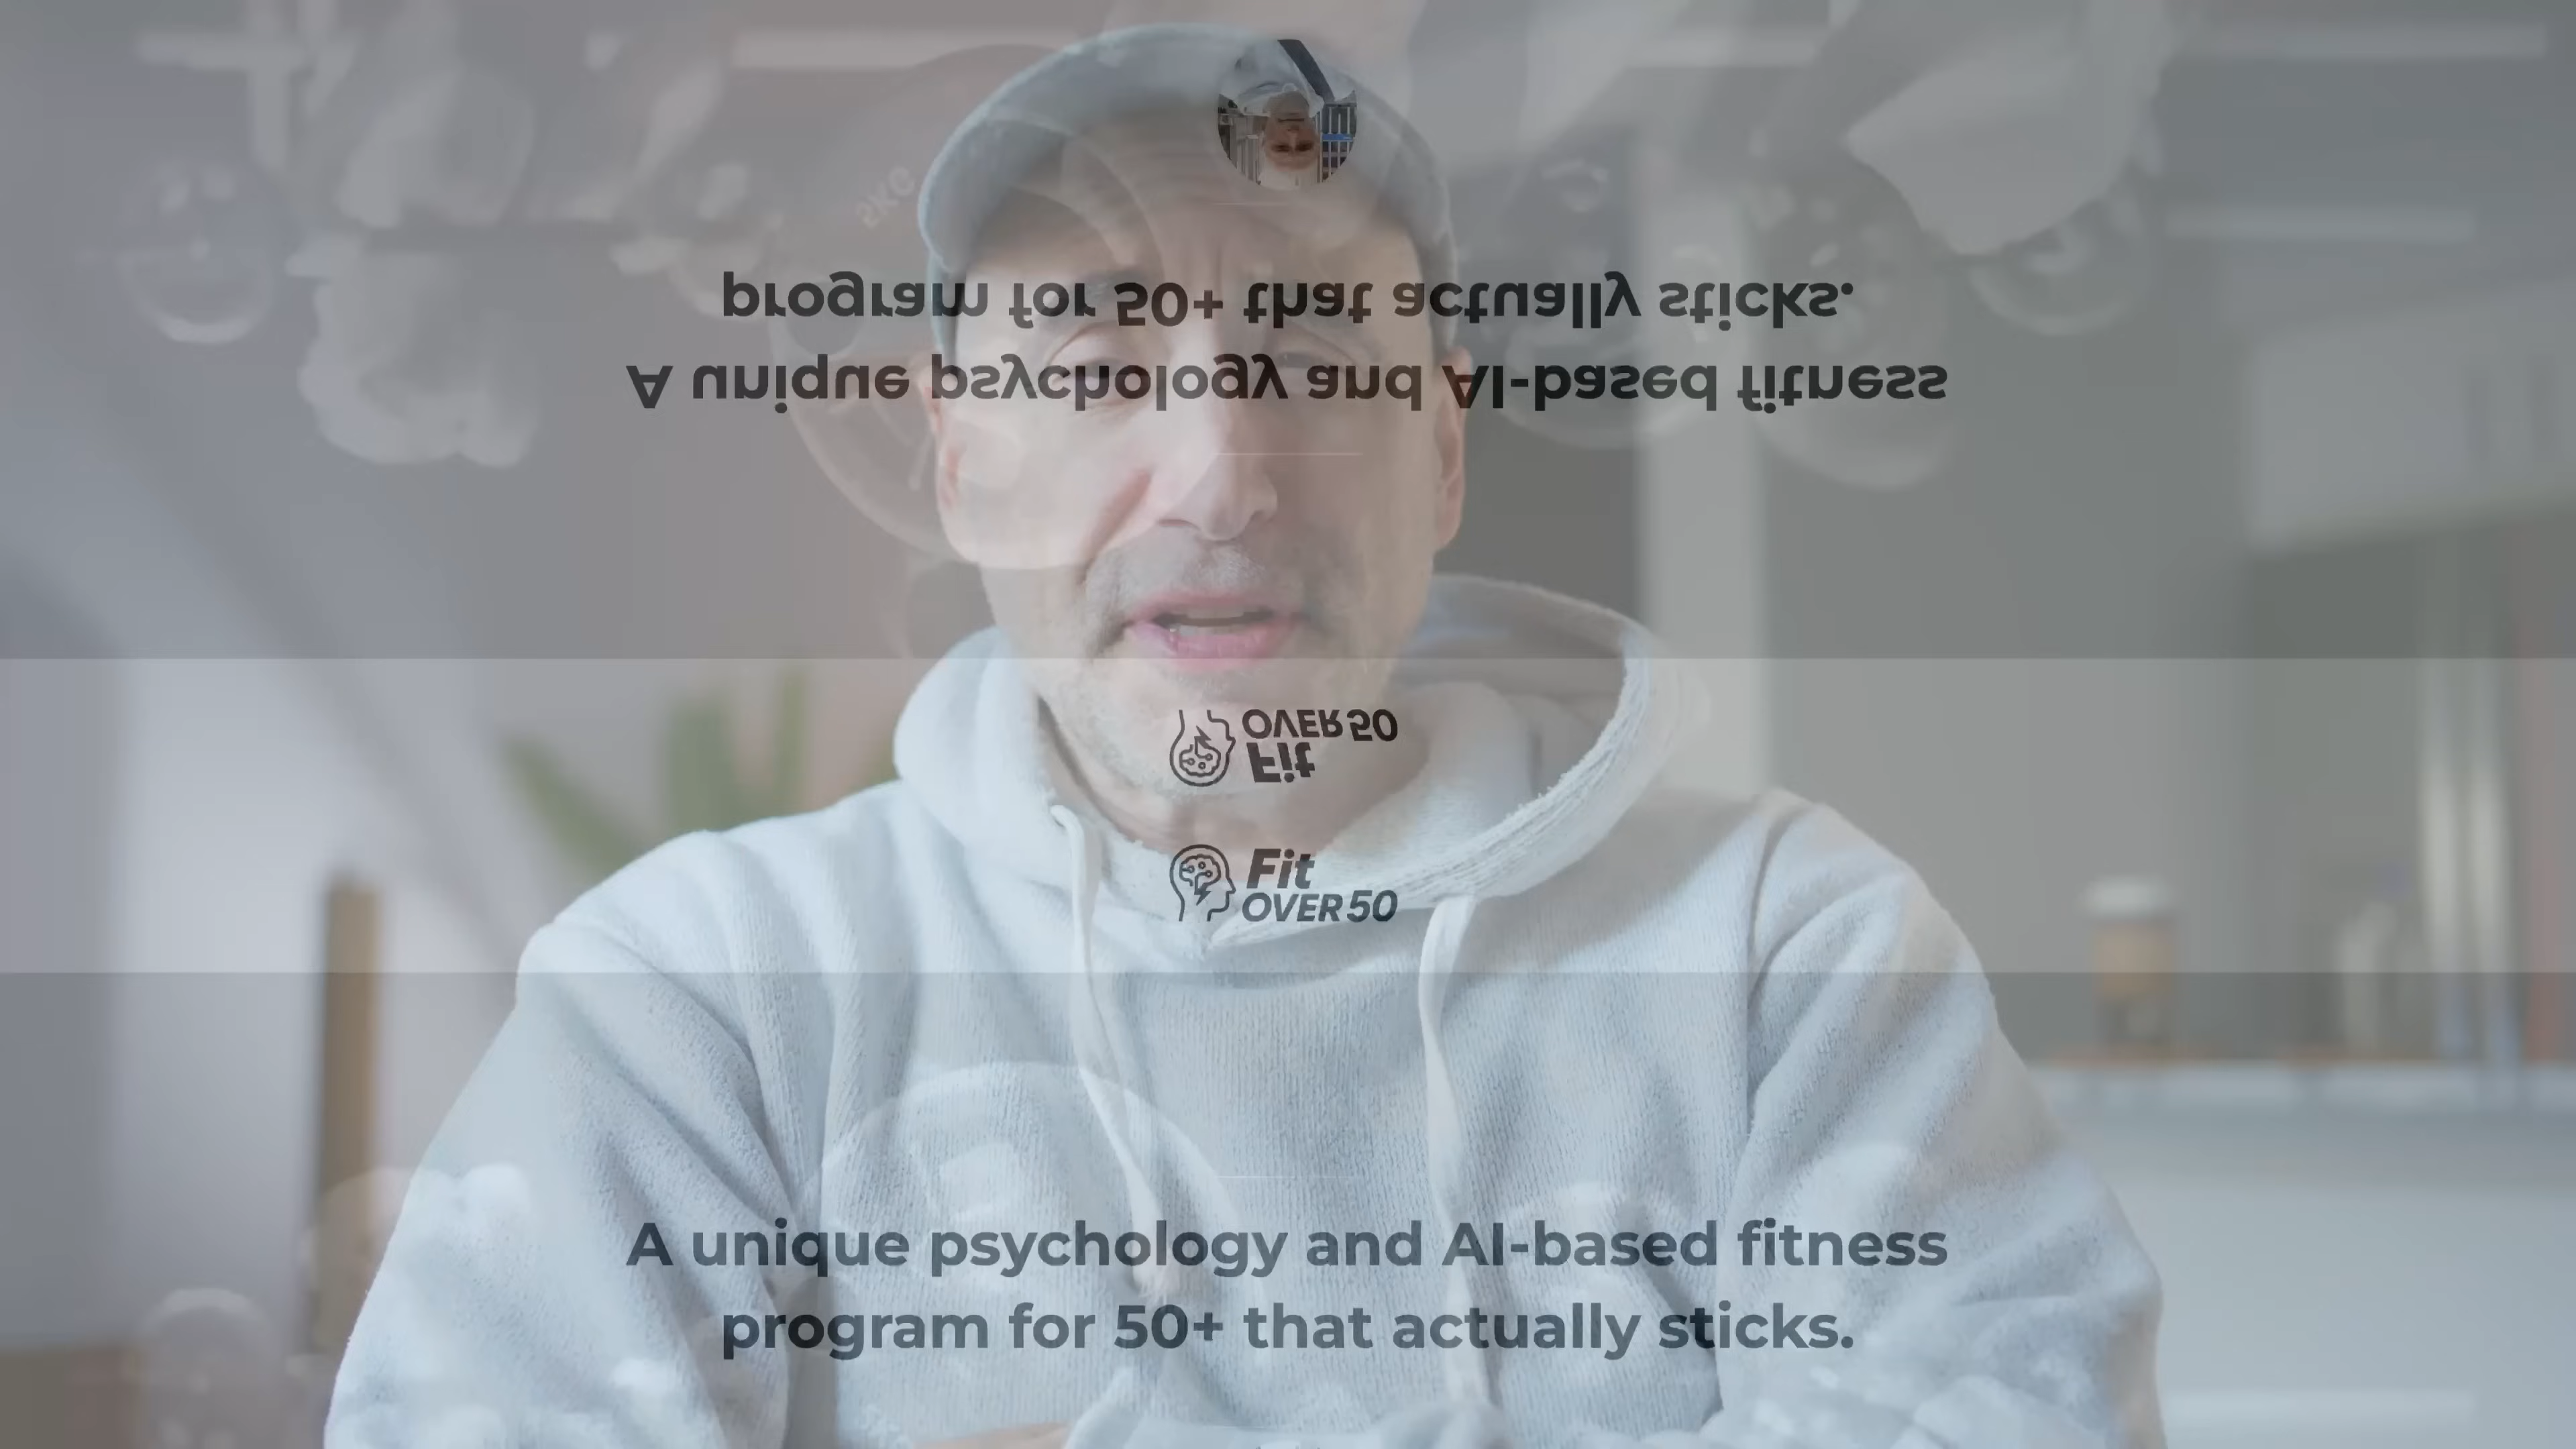 5KG
program for 50+ that actually sticks.
A unique psychology and AI-based fitness
OVER 50
Fit
Fit
OVER 50
A unique psychology and AI-based fitness
program for 50+ that actually sticks.